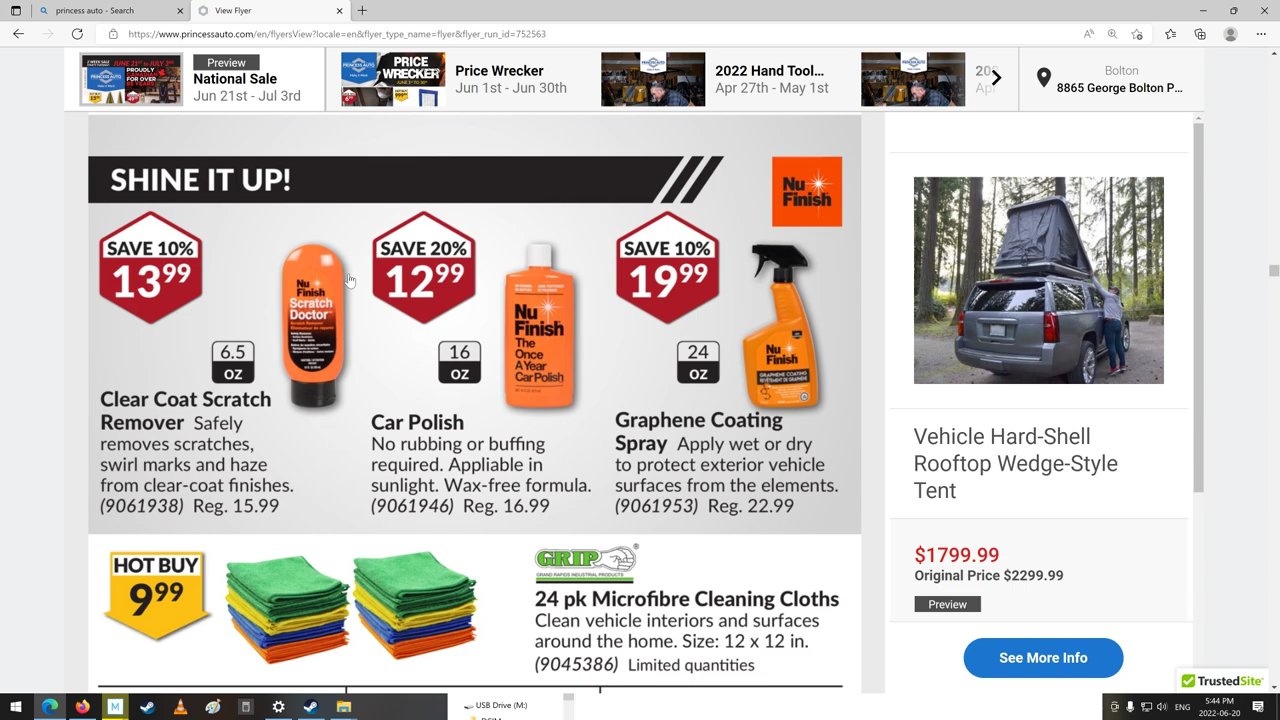 princess auto - Search
View Flyer
https://www.princessauto.com/en/flyersView?locale=en&flyer_type_name=flyer&flyer_run_id=752563
Preview
National Sale
Jun 21st - Jul 3rd
PRICE WRECKER
Price Wrecker
Jun 1st - Jun 30th
2022 Hand Tool...
Apr 27th - May 1st
Bolton
8865 George Bolton P...
SHINE IT UP!
Nu Finish
SAVE 10%
13.99
6.5 OZ
Nu Finish
Scratch Doctor
Clear Coat Scratch
Remover Safely
removes scratches,
swirl marks and haze
from clear-coat finishes.
(9061938) Reg. 15.99
SAVE 20%
12.99
16 OZ
Nu Finish
The Once A Year Car Polish
Car Polish
No rubbing or buffing
required. Appliable in
sunlight. Wax-free formula.
(9061946) Reg. 16.99
SAVE 10%
19.99
24 OZ
Nu Finish
GRAPHENE COATING
Graphene Coating
Spray Apply wet or dry
to protect exterior vehicle
surfaces from the elements.
(9061953) Reg. 22.99
HOT BUY
9.99
GRIP®
GRAND RAPIDS INDUSTRIAL PRODUCTS
24 pk Microfibre Cleaning Cloths
Clean vehicle interiors and surfaces
around the home. Size: 12 x 12 in.
(9045386) Limited quantities
Vehicle Hard-Shell
Rooftop Wedge-Style
Tent
$1799.99
Original Price $2299.99
Preview
See More Info
TrustedSite
USB Drive (M:)
ENG
5:44 PM
2022-06-20